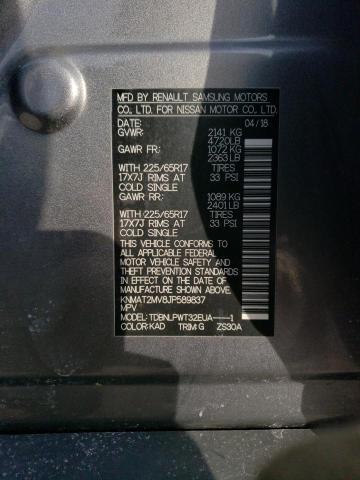 MFD BY RENAULT SAMSUNG MOTORS
CO., LTD. FOR NISSAN MOTOR CO., LTD.
DATE: 04/18
GVWR: 2141 KG
4720LB
GAWR FR: 1072 KG
2363LB
WITH 225/65R17 TIRES
17X7J RIMS AT 33 PSI
COLD SINGLE
GAWR RR: 1089 KG
2401LB
WITH 225/65R17 TIRES
17X7J RIMS AT 33 PSI
COLD SINGLE
THIS VEHICLE CONFORMS TO
ALL APPLICABLE FEDERAL
MOTOR VEHICLE SAFETY, BUMPER,
AND THEFT PREVENTION STANDARDS
IN EFFECT ON THE DATE OF
MANUFACTURE SHOWN ABOVE.
KNMAT2MV8JP589837
MPV
MODEL: TDBNLPWT32EUA----1
COLOR: KAD TRIM: G ZS30A